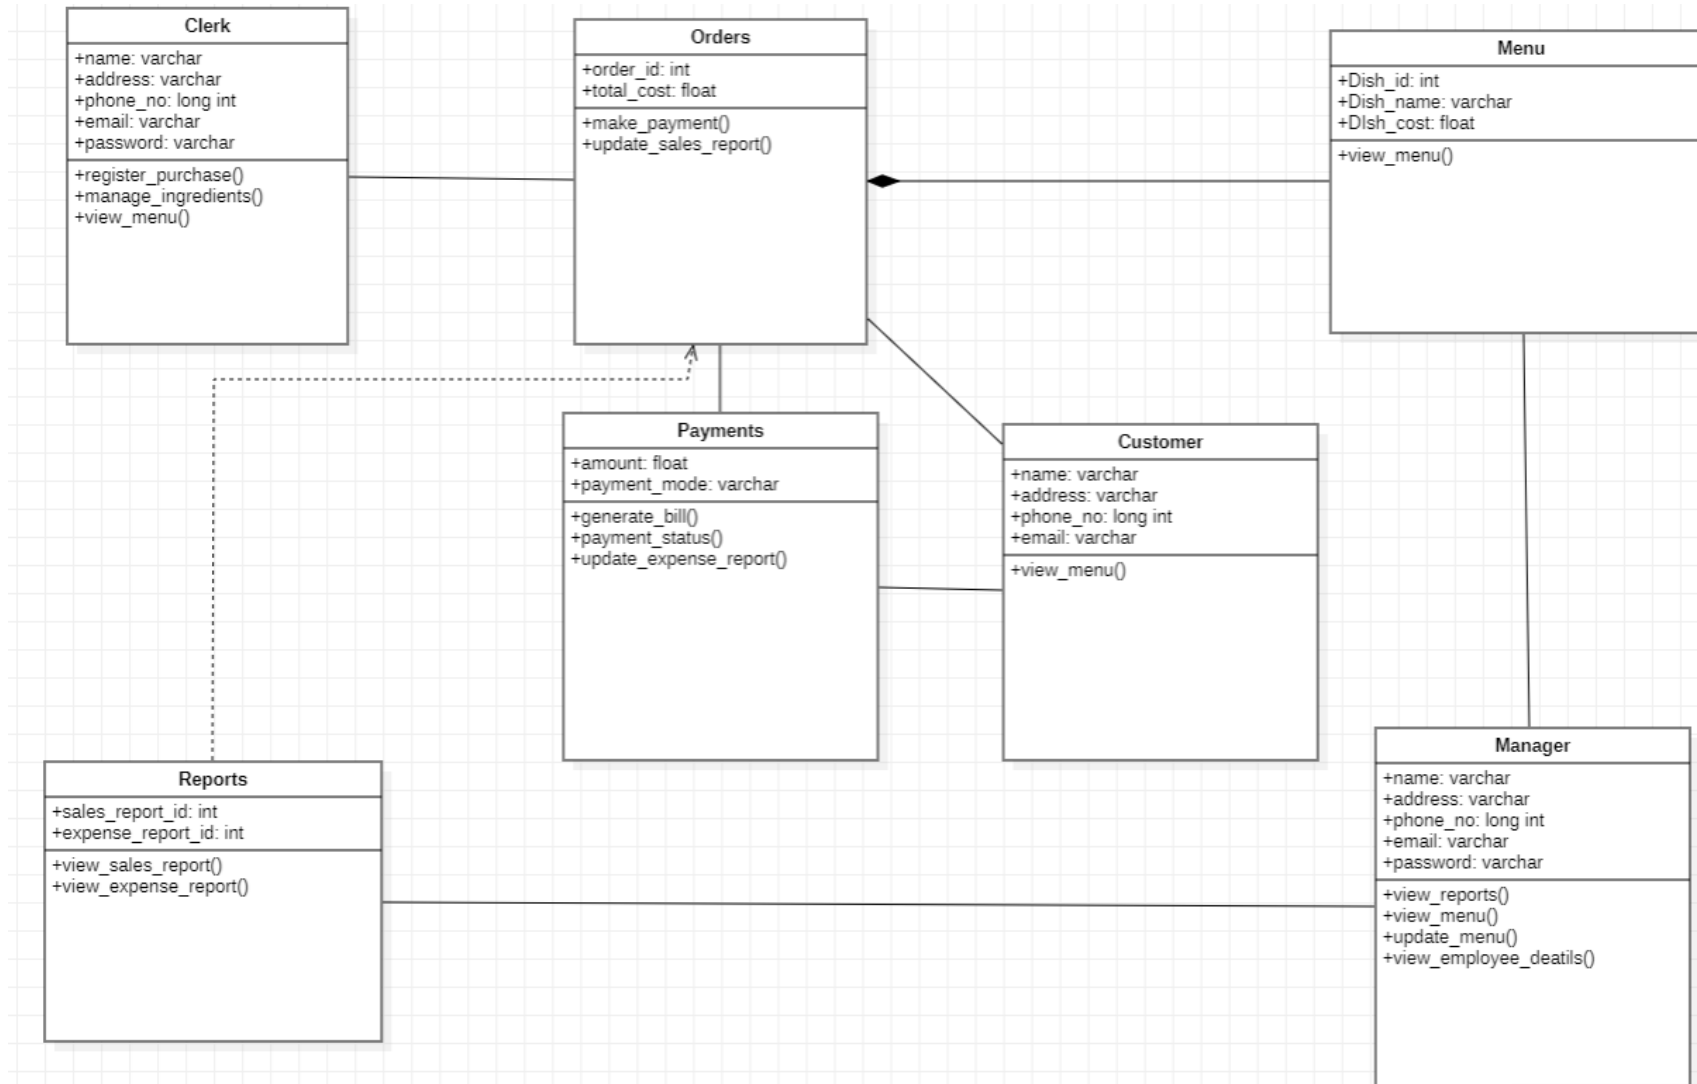 Clerk
+name: varchar
+address: varchar
+phone_no: long int
+email: varchar
+password: varchar
+register_purchase()
+manage_ingredients()
+view_menu()
Orders
+order_id: int
+total_cost: float
+make_payment()
+update_sales_report()
Menu
+Dish_id: int
+Dish_name: varchar
+DIsh_cost: float
+view_menu()
Payments
+amount: float
+payment_mode: varchar
+generate_bill()
+payment_status()
+update_expense_report()
Customer
+name: varchar
+address: varchar
+phone_no: long int
+email: varchar
+view_menu()
Reports
+sales_report_id: int
+expense_report_id: int
+view_sales_report()
+view_expense_report()
Manager
+name: varchar
+address: varchar
+phone_no: long int
+email: varchar
+password: varchar
+view_reports()
+view_menu()
+update_menu()
+view_employee_deatils()